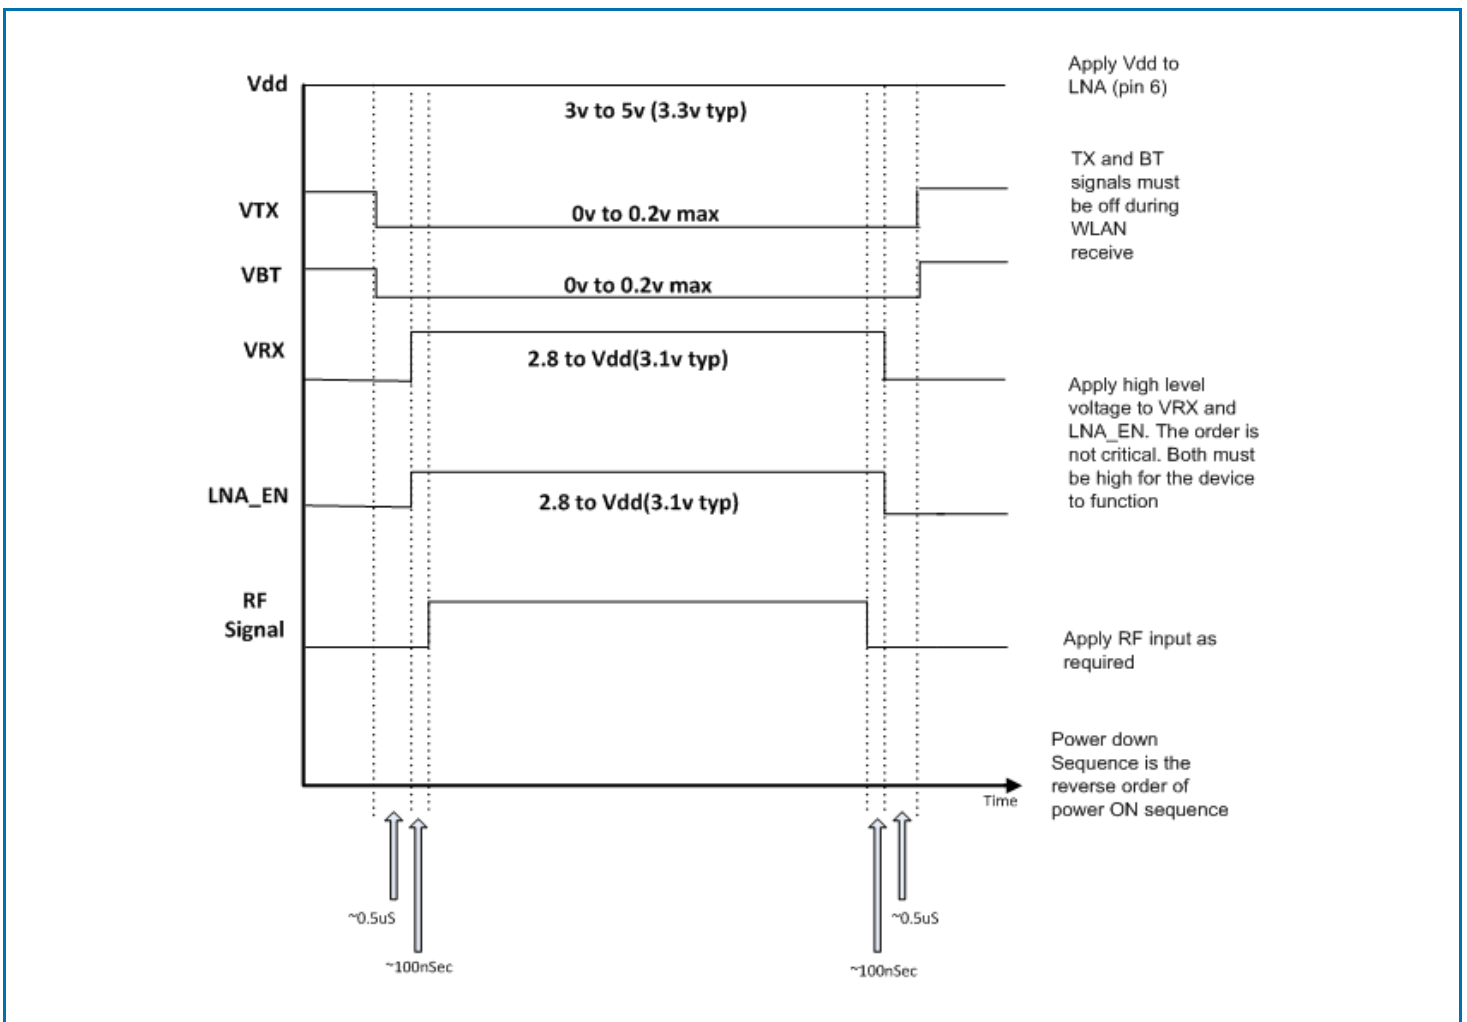 Vdd
3v to 5v (3.3v typ)
Apply Vdd to
LNA (pin 6)
VTX
0v to 0.2v max
TX and BT
signals must
be off during
WLAN
receive
VBT
0v to 0.2v max
VRX
2.8 to Vdd(3.1v typ)
Apply high level
voltage to VRX and
LNA_EN. The order is
not critical. Both must
be high for the device
to function
LNA_EN
2.8 to Vdd(3.1v typ)
RF
Signal
Apply RF input as
required
Power down
Sequence is the
reverse order of
power ON sequence
Time
~0.5uS
~0.5uS
~100nSec
~100nSec